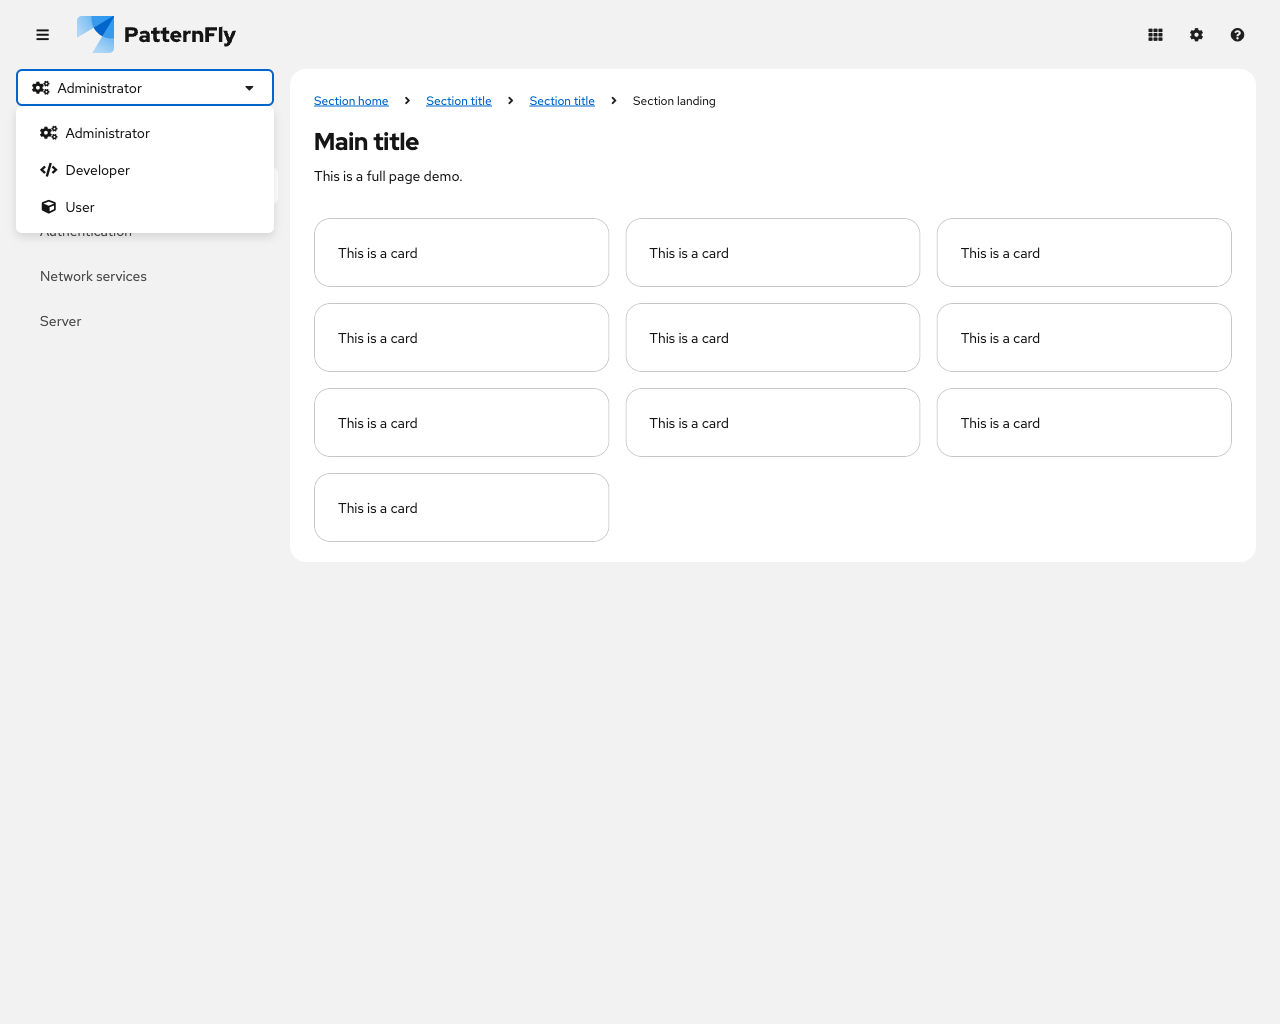 PatternFly
Administrator
Administrator
Developer
User
Authentication
Network services
Server
Section home > Section title > Section title > Section landing
Main title
This is a full page demo.
This is a card This is a card This is a card
This is a card This is a card This is a card
This is a card This is a card This is a card
This is a card